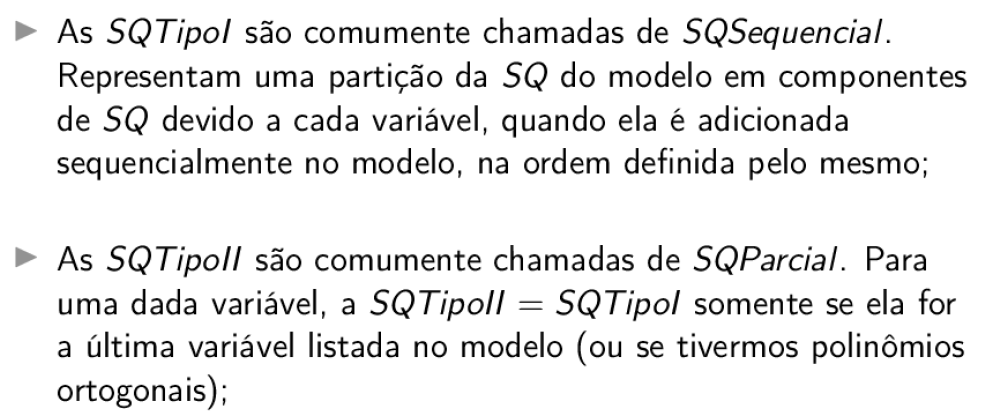 As SQTipoI são comumente chamadas de SQSequencial.
Representam uma partição da SQ do modelo em componentes
de SQ devido a cada variável, quando ela é adicionada
sequencialmente no modelo, na ordem definida pelo mesmo;
As SQTipoII são comumente chamadas de SQParcial. Para
uma dada variável, a SQTipoII = SQTipoI somente se ela for
a última variável listada no modelo (ou se tivermos polinômios
ortogonais);